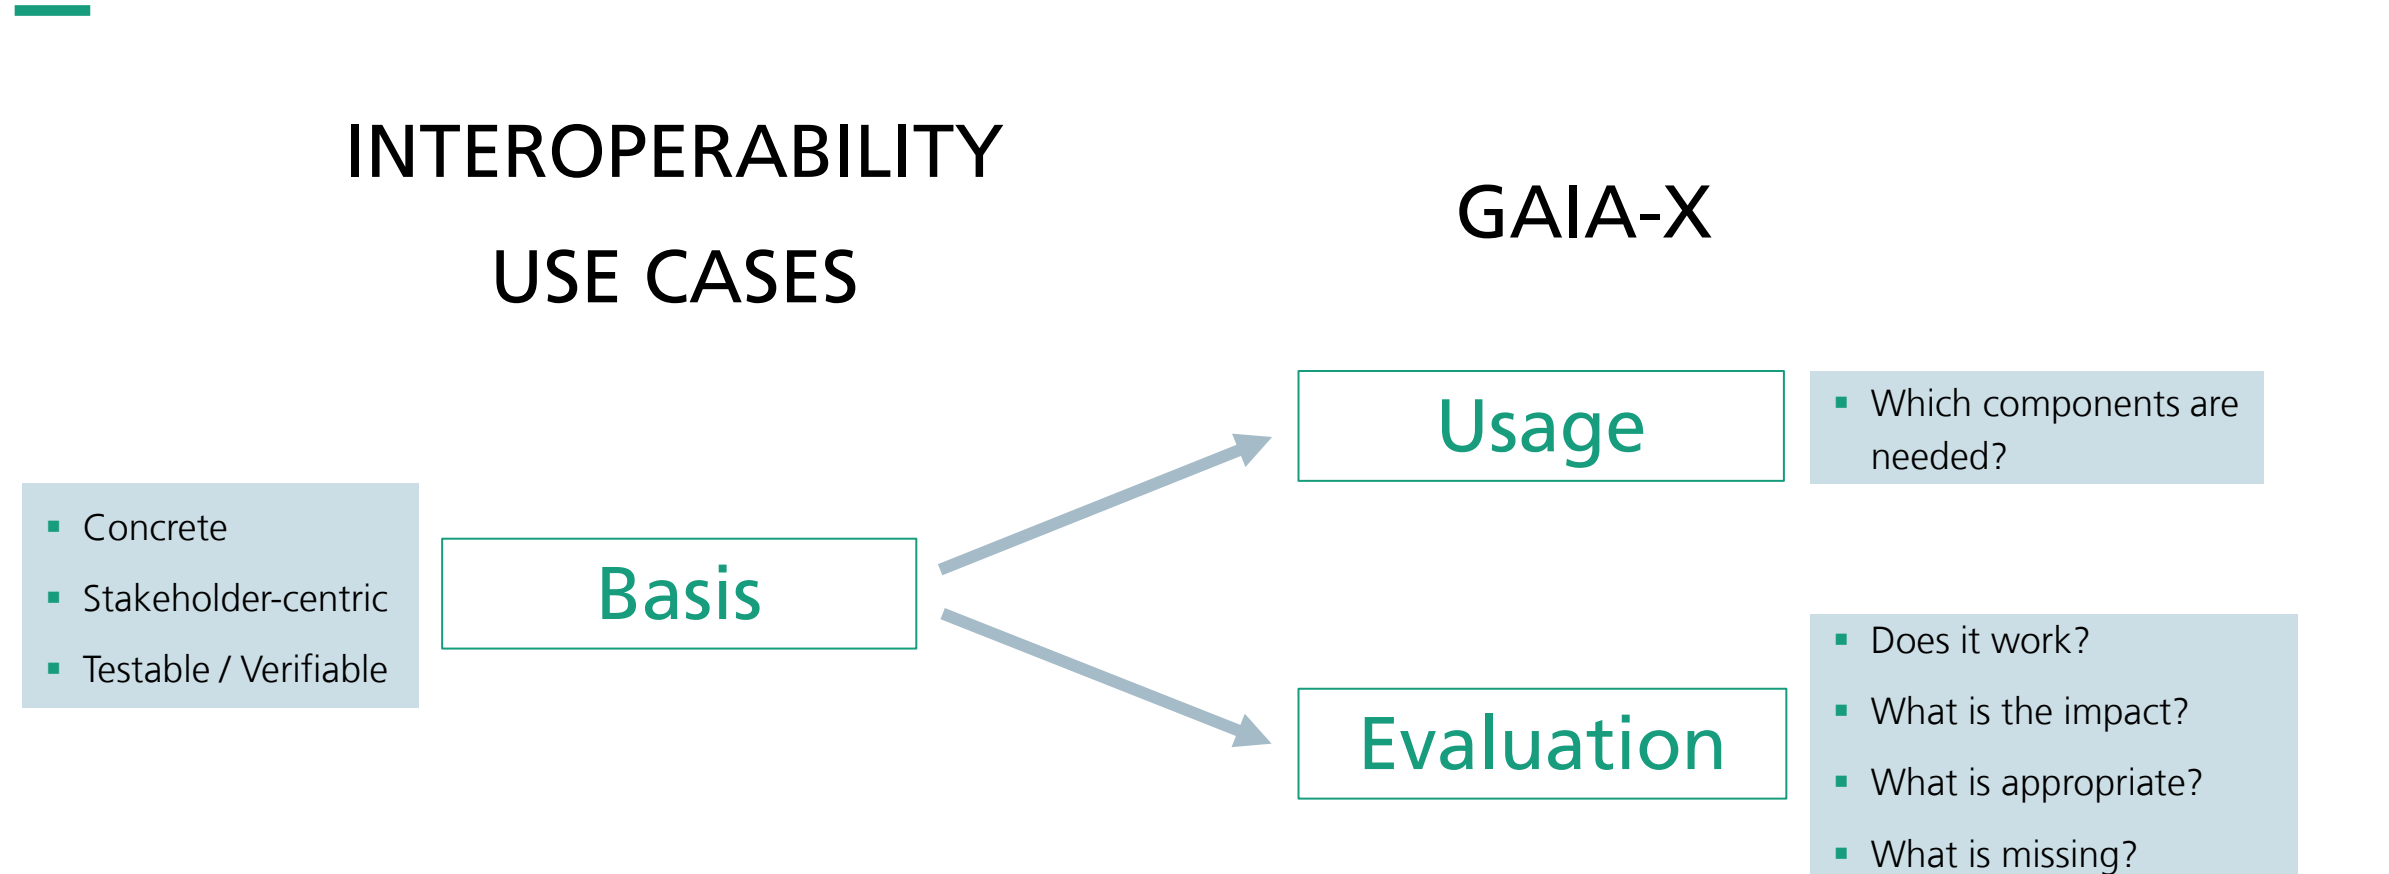 INTEROPERABILITY
USE CASES
GAIA-X
▪ Concrete
▪ Stakeholder-centric
▪ Testable / Verifiable
Basis
Usage
▪ Which components are
needed?
Evaluation
▪ Does it work?
▪ What is the impact?
▪ What is appropriate?
▪ What is missing?